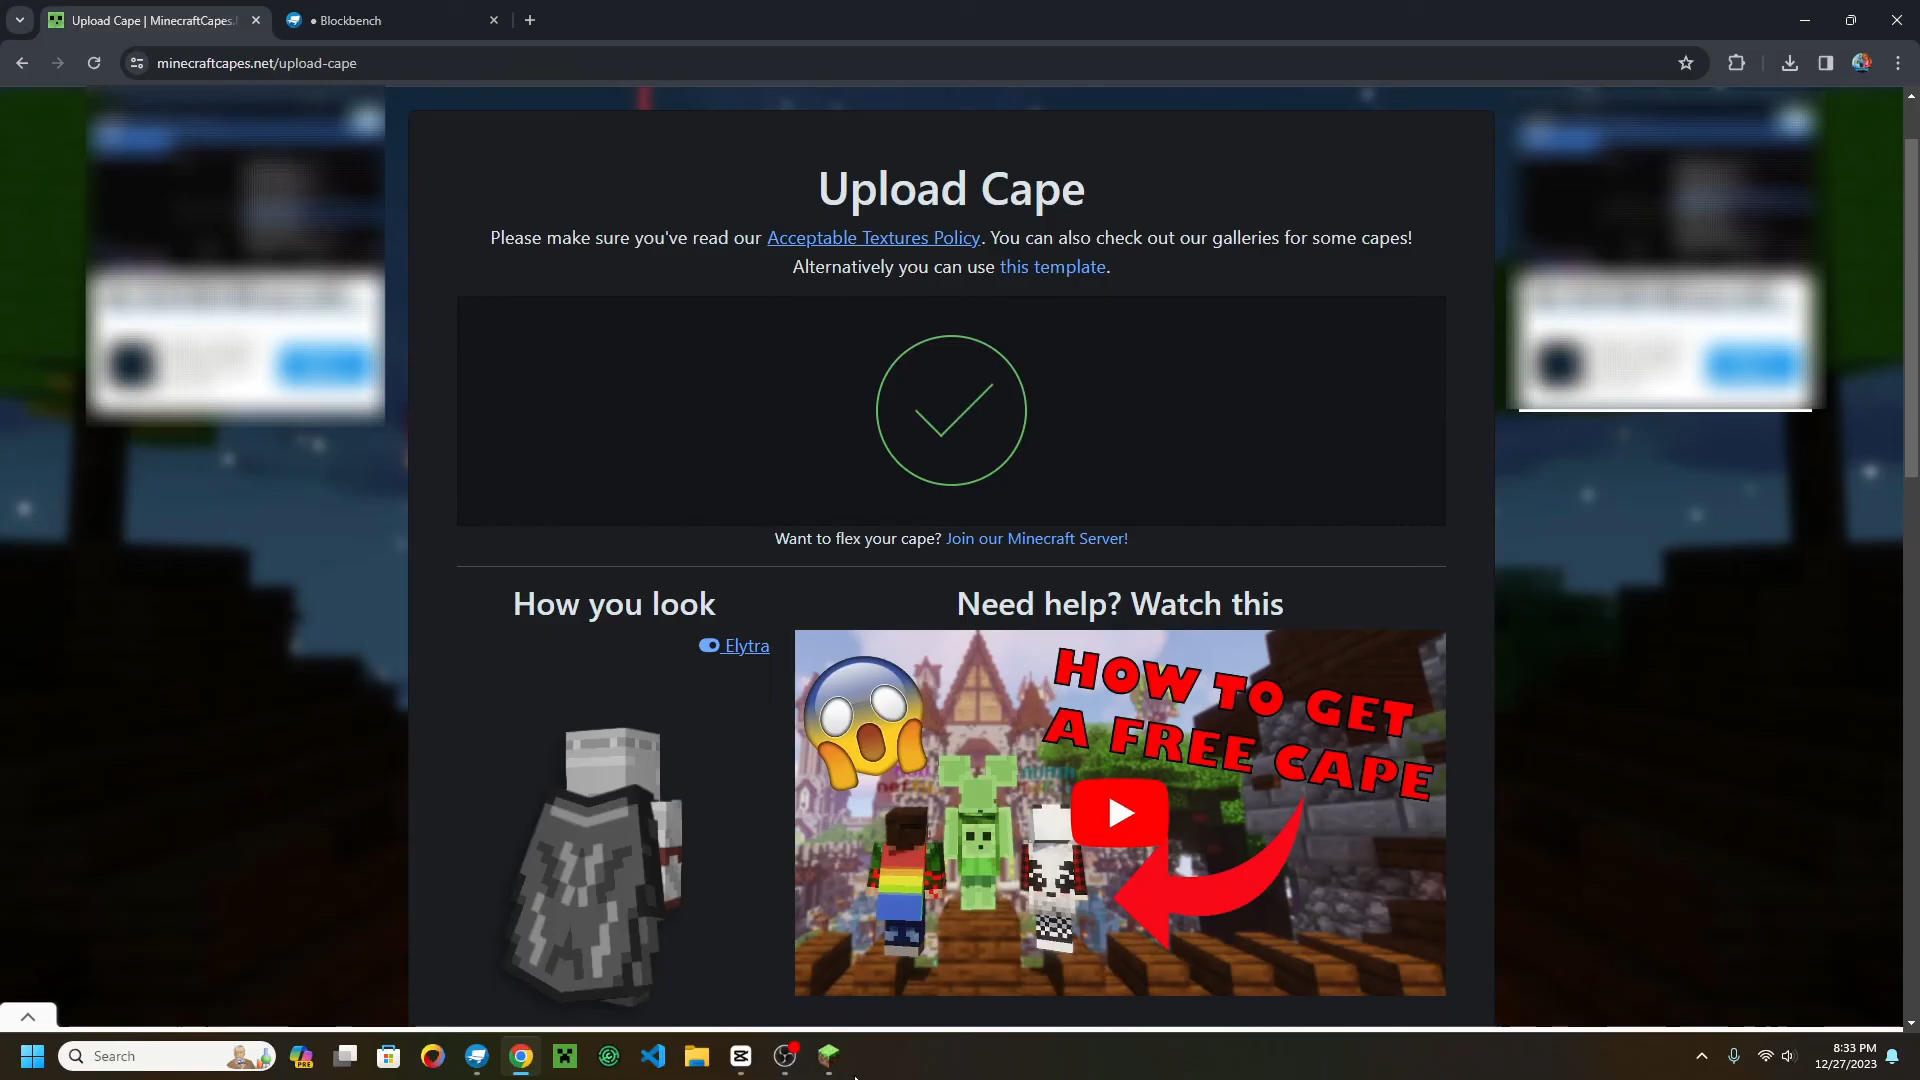 Upload Cape | MinecraftCapes.
• Blockbench
minecraftcapes.net/upload-cape
Upload Cape
Please make sure you've read our Acceptable Textures Policy. You can also check out our galleries for some capes!
Alternatively you can use this template.
Want to flex your cape? Join our Minecraft Server!
How you look
Need help? Watch this
Elytra
HOW TO GET
A FREE CAPE
Search
PRE
8:33 PM
12/27/2023